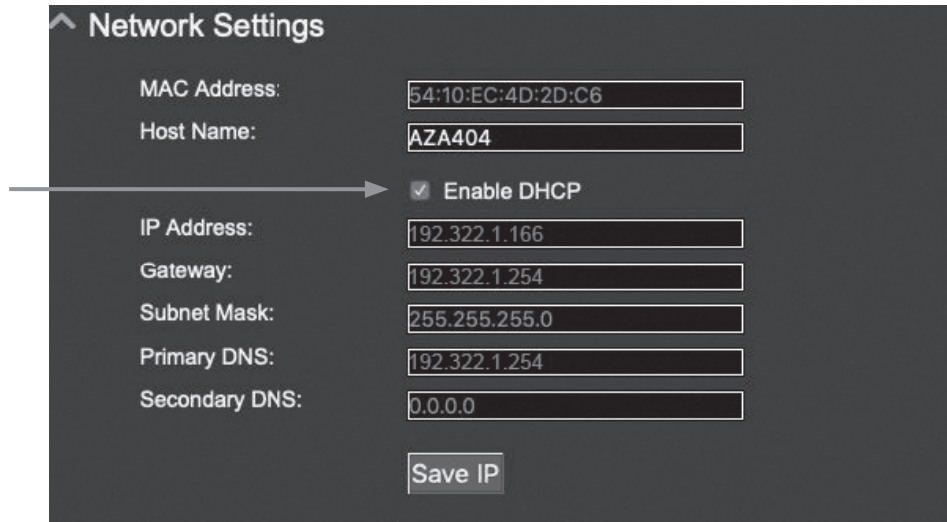 Network Settings
MAC Address: 54:10:EC:4D:2D:C6
Host Name: AZA404
Enable DHCP
IP Address: 192.322.1.166
Gateway: 192.322.1.254
Subnet Mask: 255.255.255.0
Primary DNS: 192.322.1.254
Secondary DNS: 0.0.0.0
Save IP